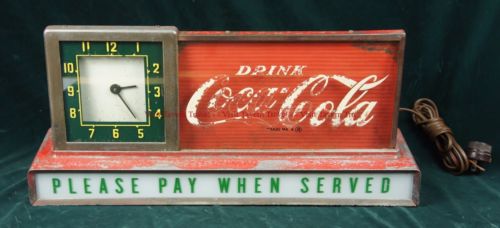 11 12 1
10 2
9 3
8 4
7 6 5
DRINK
Coca-Cola
PLEASE PAY WHEN SERVED